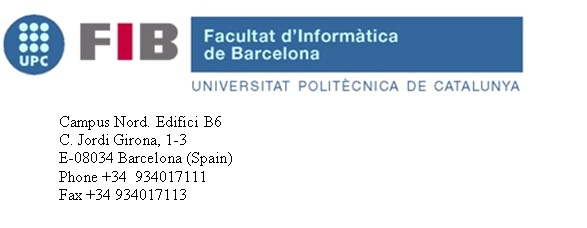 UPC
FIB
Facultat d'Informàtica
de Barcelona
UNIVERSITAT POLITÈCNICA DE CATALUNYA
Campus Nord. Edifici B6
C. Jordi Girona, 1-3
E-08034 Barcelona (Spain)
Phone +34  934017111
Fax +34 934017113